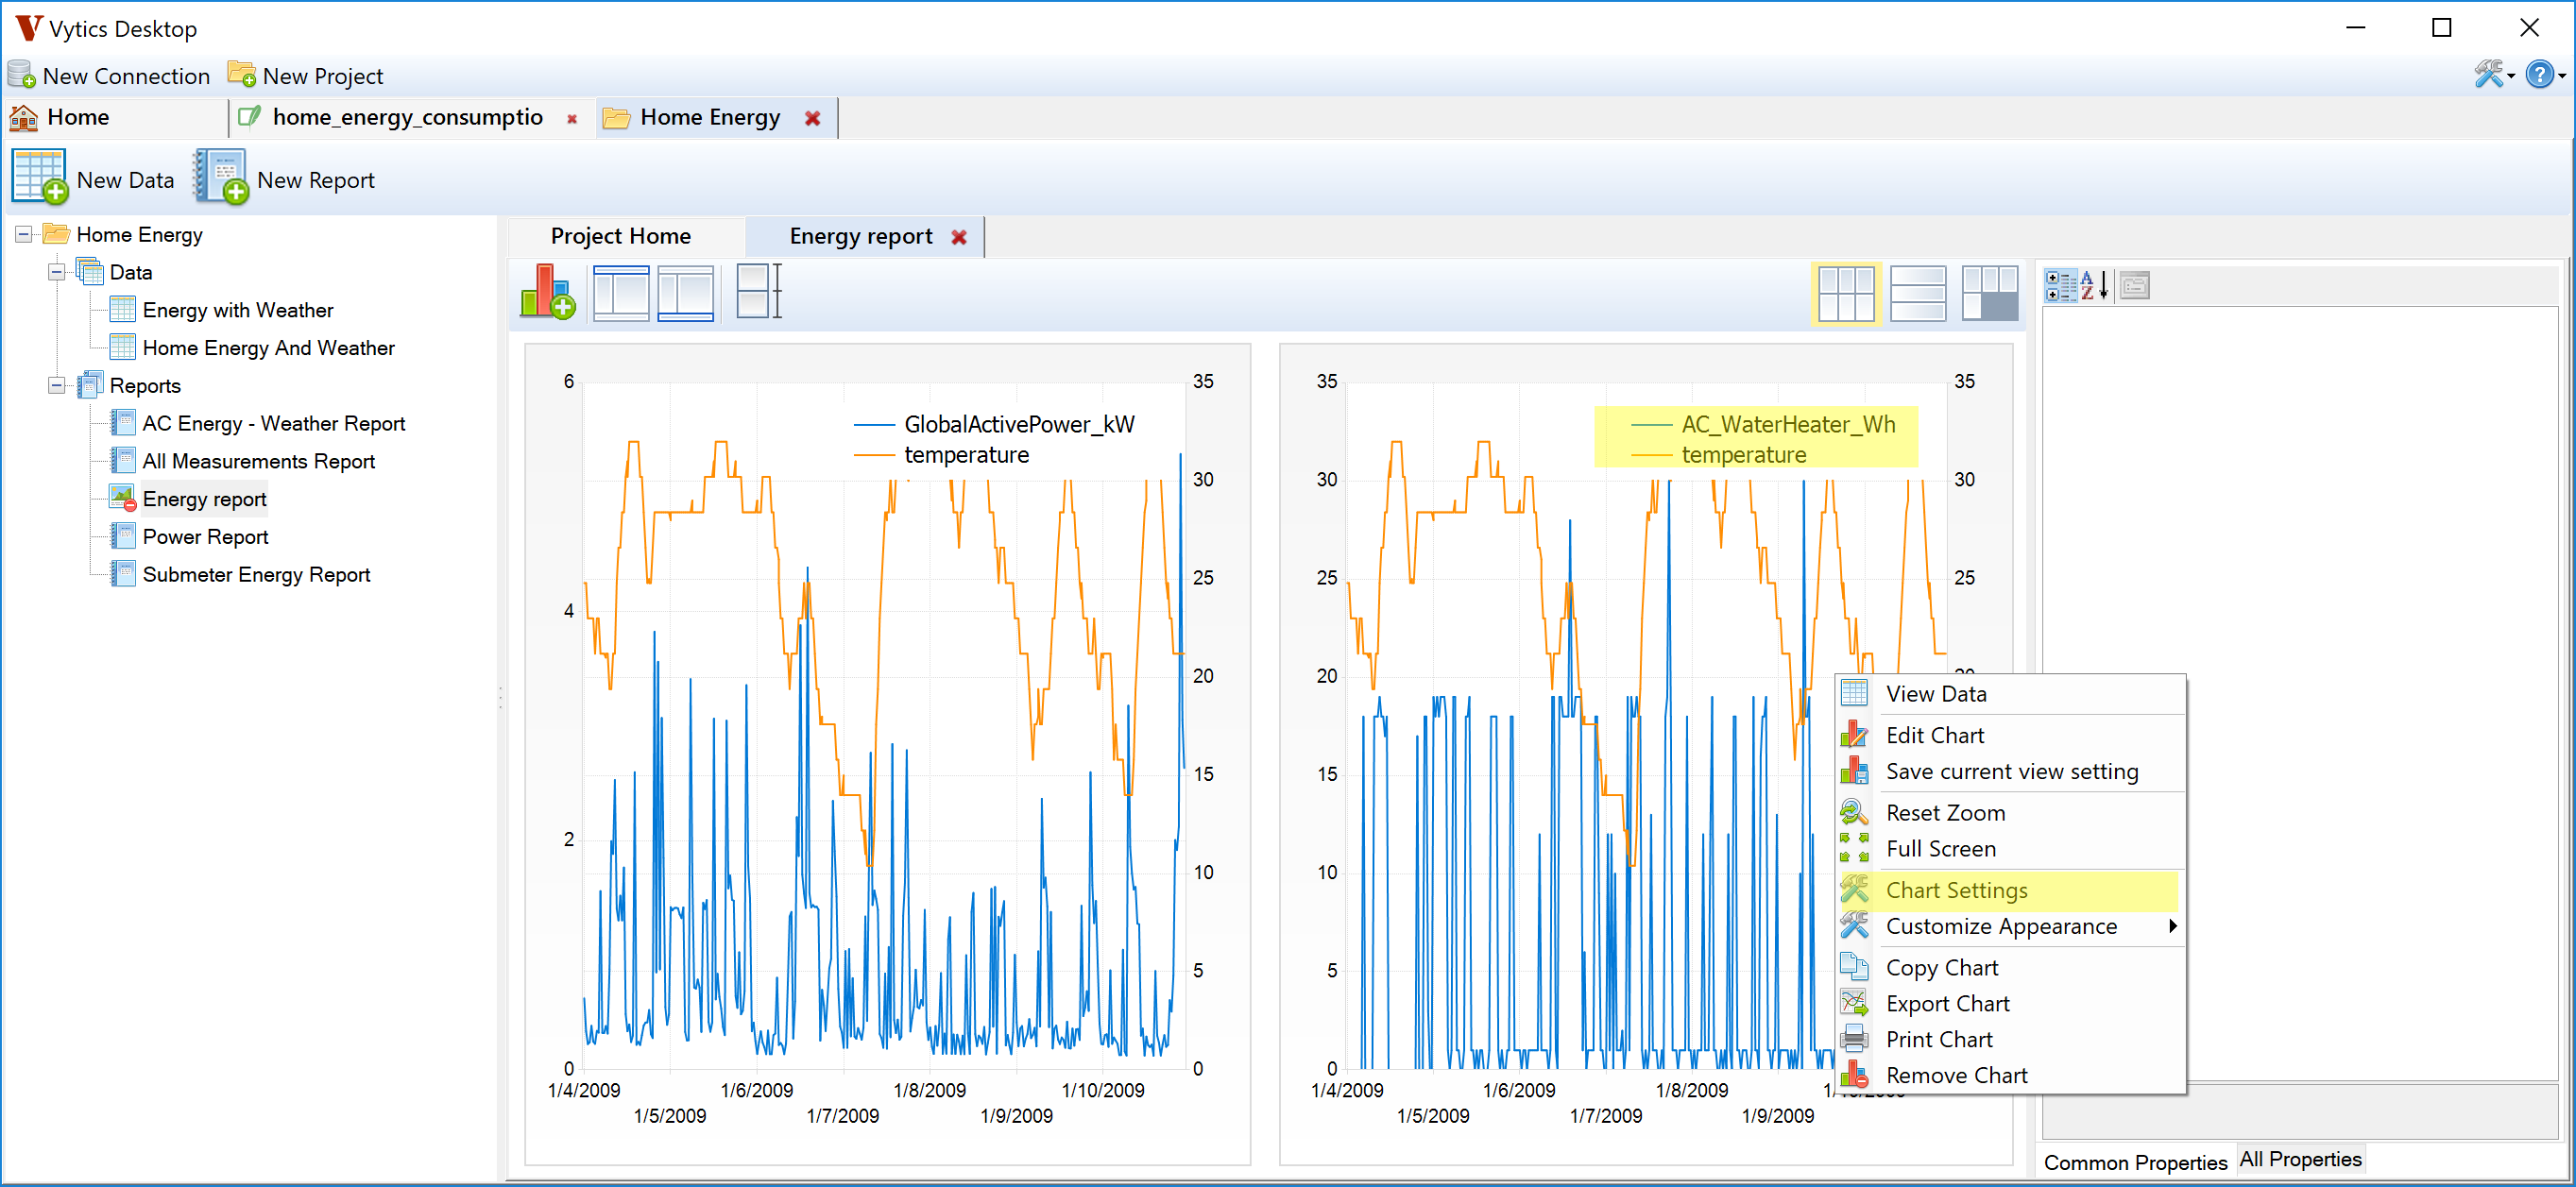 Vytics Desktop
New Connection New Project
Home home_energy_consumptio Home Energy
New Data New Report
Home Energy
Data
Energy with Weather
Home Energy And Weather
Reports
AC Energy - Weather Report
All Measurements Report
Energy report
Power Report
Submeter Energy Report
Project Home Energy report
6
4
2
0
35
30
25
20
15
10
5
0
GlobalActivePower_kW
temperature
1/4/2009 1/6/2009 1/8/2009 1/10/2009
1/5/2009 1/7/2009 1/9/2009
35
30
25
20
15
10
5
0
35
30
25
AC_WaterHeater_Wh
temperature
1/4/2009 1/6/2009 1/8/2009
1/5/2009 1/7/2009 1/9/2009
View Data
Edit Chart
Save current view setting
Reset Zoom
Full Screen
Chart Settings
Customize Appearance
Copy Chart
Export Chart
Print Chart
Remove Chart
A
Z
Common Properties All Properties